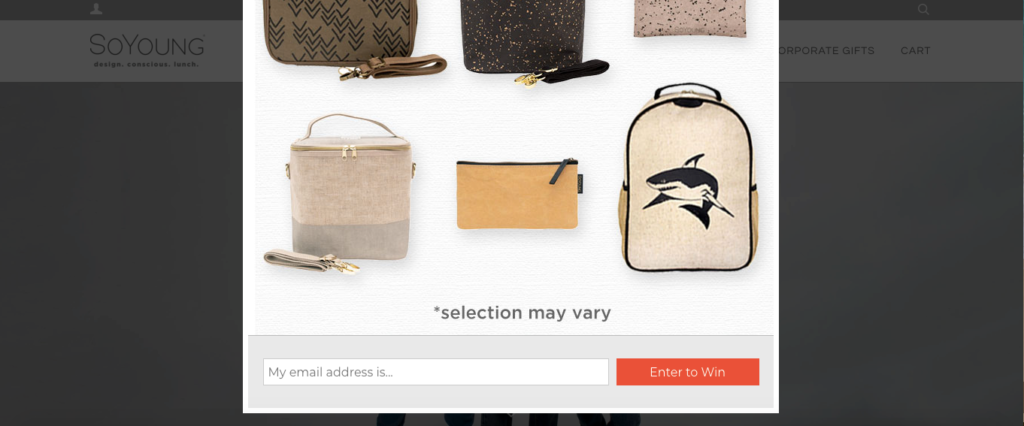 SoYoung
design. conscious. lunch.
ORPORATE GIFTS
CART
*selection may vary
My email address is...
Enter to Win